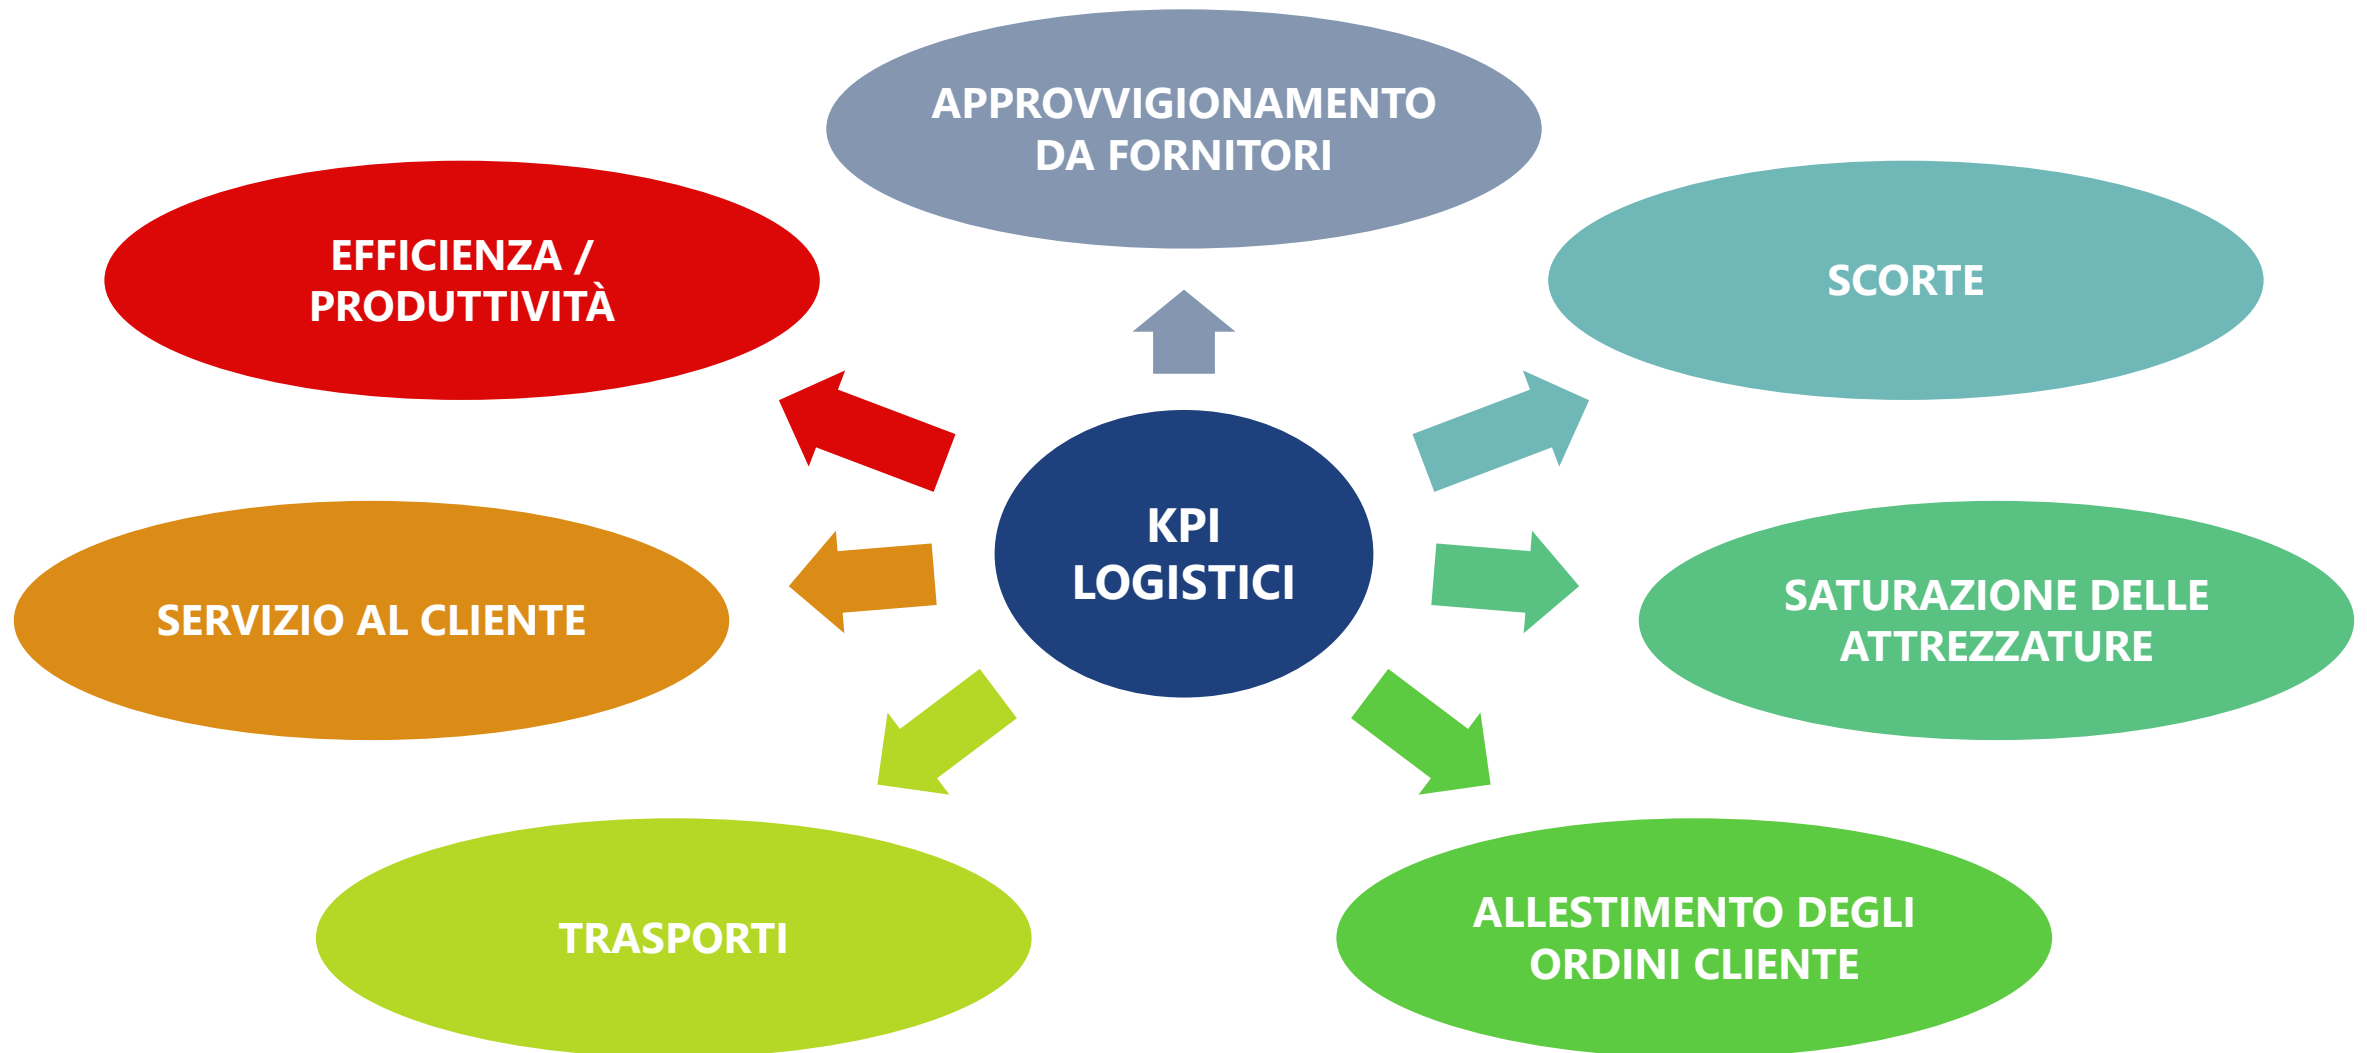 APPROVVIGIONAMENTO
DA FORNITORI
EFFICIENZA /
PRODUTTIVITÀ
SCORTE
KPI
LOGISTICI
SERVIZIO AL CLIENTE
SATURAZIONE DELLE
ATTREZZATURE
TRASPORTI
ALLESTIMENTO DEGLI
ORDINI CLIENTE